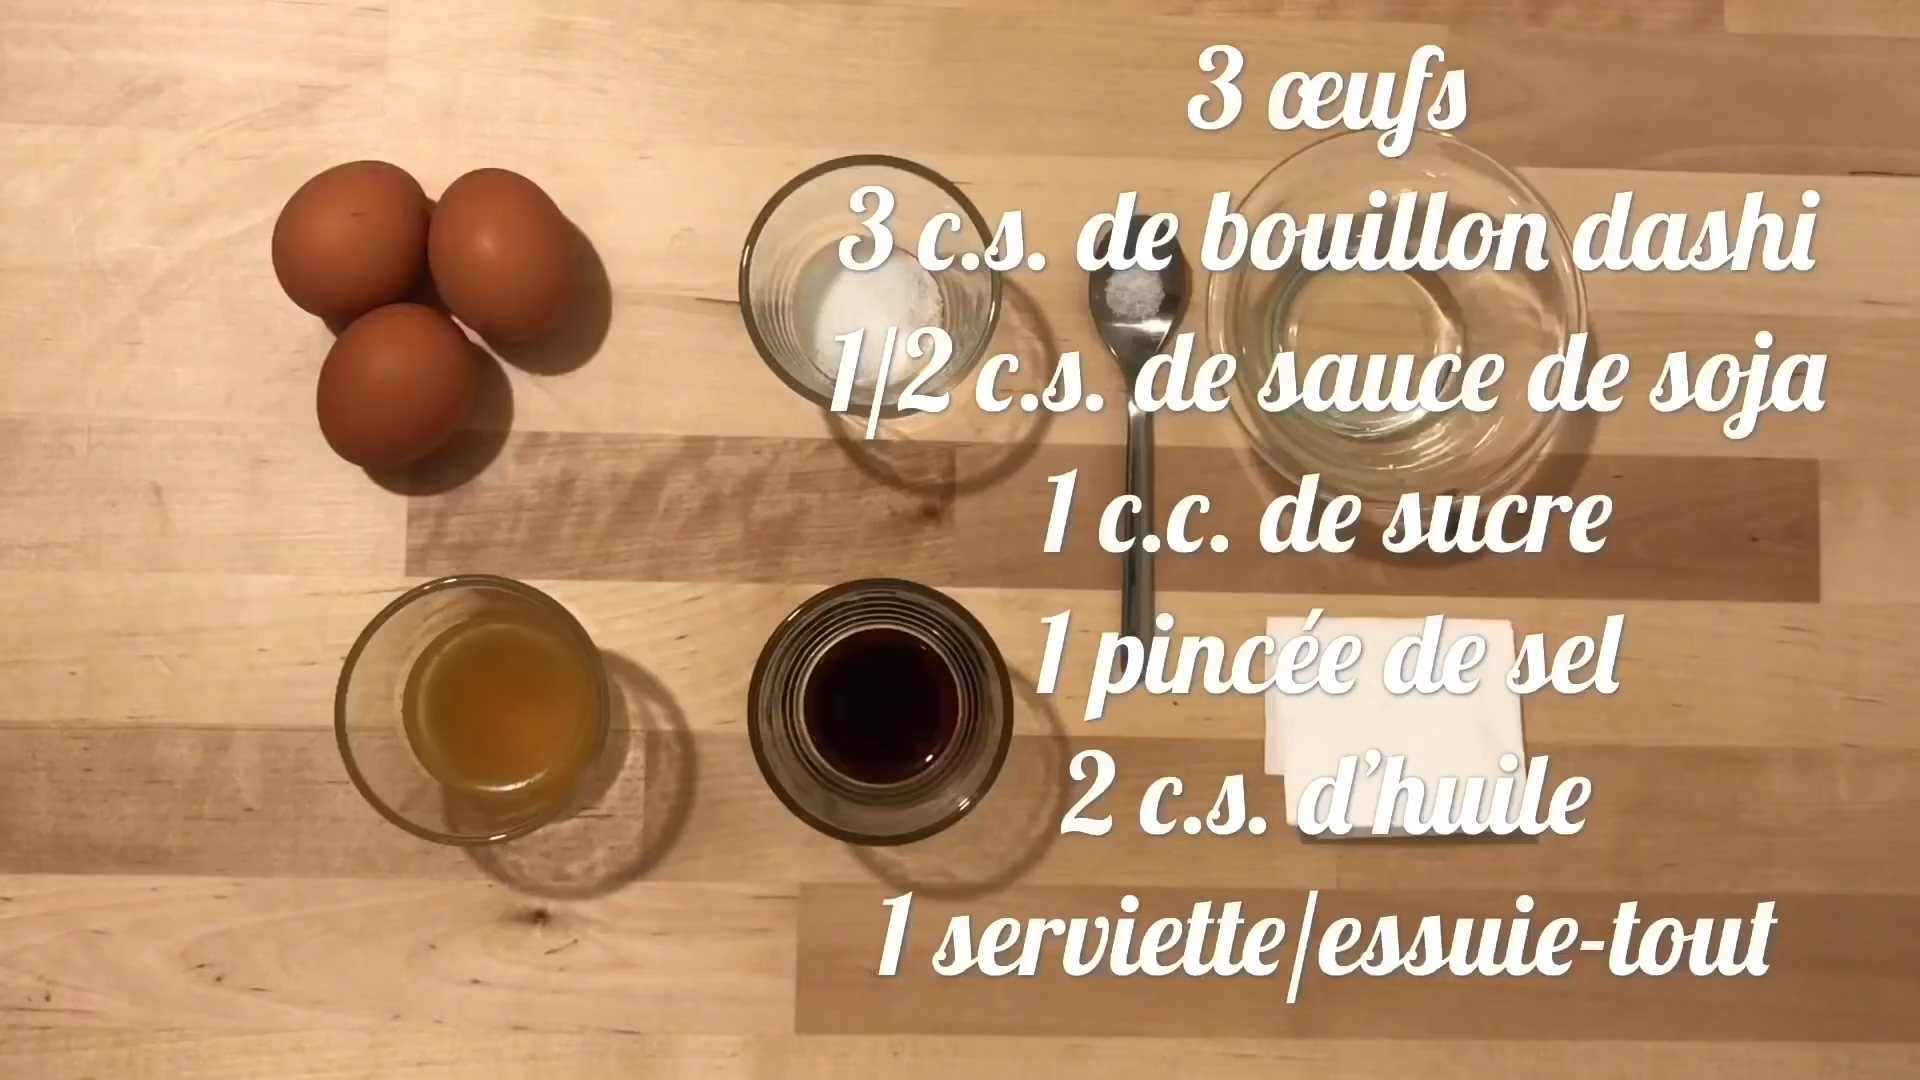 3 œufs
3 c.s. de bouillon dashi
1/2 c.s. de sauce de soja
1 c.c. de sucre
1 pincée de sel
2 c.s. d'huile
1 serviette/essuie-tout